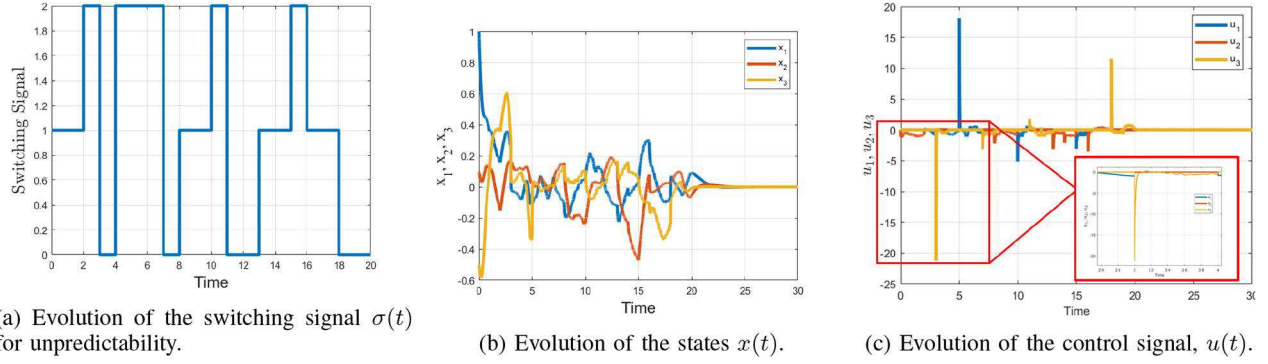 2
1.8
1.6
1.4
1.2
1
0.8
0.6
0.4
0.2
0
Switching Signal
0 2 4 6 8 10 12 14 16 18 20
Time
(a) Evolution of the switching signal σ(t)
for unpredictability.
1
0.8
0.6
0.4
0.2
0
-0.2
-0.4
-0.6
x₁, x₂, x₃
x₁
x₂
x₃
0 5 10 15 20 25 30
Time
(b) Evolution of the states x(t).
20
15
10
5
0
-5
-10
-15
-20
-25
u₁, u₂, u₃
u₁
u₂
u₃
0 5 10 15 20 25 30
Time
Time
(c) Evolution of the control signal, u(t).